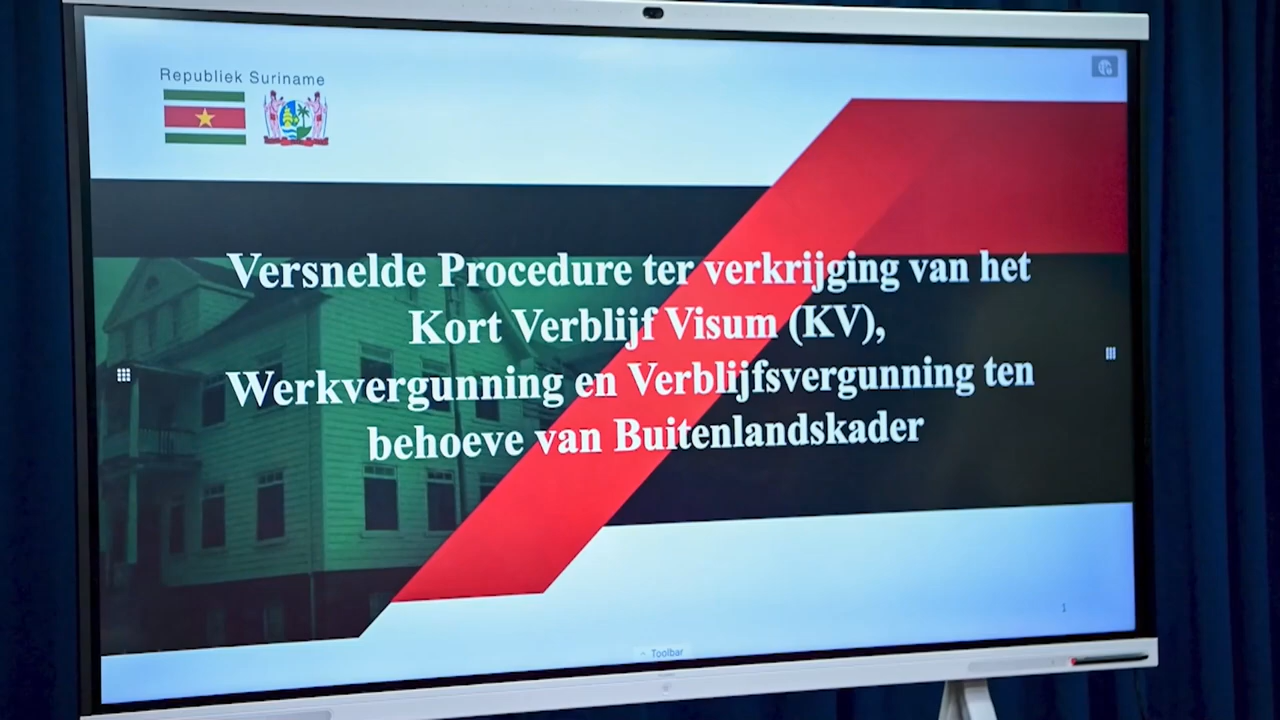 Republiek Suriname
Versnelde Procedure ter verkrijging van het
Kort Verblijf Visum (KV),
Werkvergunning en Verblijfsvergunning ten
behoeve van Buitenlandskader
1
Toolbar